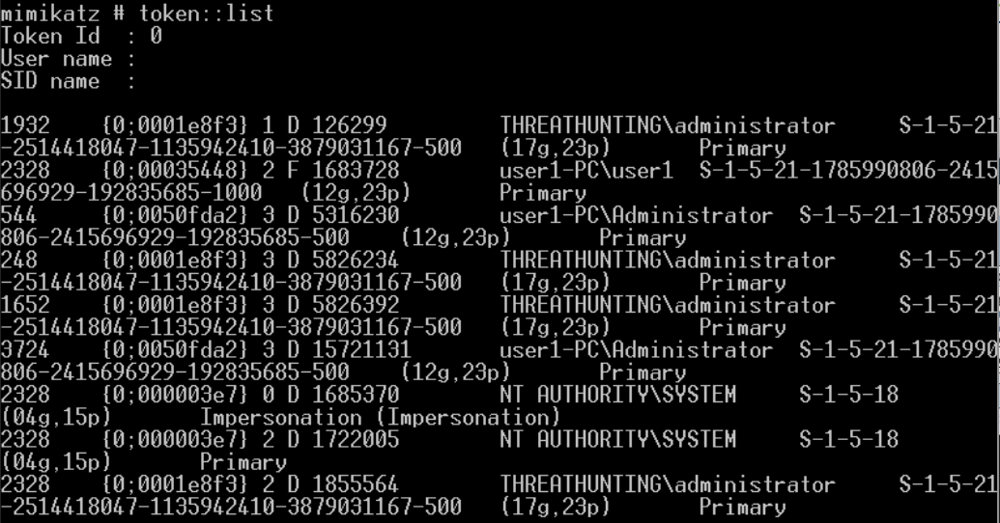 mimikatz # token::list
Token Id  : 0
User name :
SID name  :
1932    {0;0001e8f3} 1 D 126299         THREATHUNTING\administrator     S-1-5-21
-2514418047-1135942410-3879031167-500   (17g,23p)       Primary
2328    {0;00035448} 2 F 1683728        user1-PC\user1  S-1-5-21-1785990806-2415
696929-192835685-1000   (12g,23p)       Primary
544     {0;0050fda2} 3 D 5316230        user1-PC\Administrator  S-1-5-21-1785990
806-2415696929-192835685-500    (12g,23p)       Primary
248     {0;0001e8f3} 3 D 5826234        THREATHUNTING\administrator     S-1-5-21
-2514418047-1135942410-3879031167-500   (17g,23p)       Primary
1652    {0;0001e8f3} 3 D 5826392        THREATHUNTING\administrator     S-1-5-21
-2514418047-1135942410-3879031167-500   (17g,23p)       Primary
3724    {0;0050fda2} 3 D 15721131       user1-PC\Administrator  S-1-5-21-1785990
806-2415696929-192835685-500    (12g,23p)       Primary
2328    {0;000003e7} 0 D 1685370        NT AUTHORITY\SYSTEM     S-1-5-18
(04g,15p)       Impersonation (Impersonation)
2328    {0;000003e7} 2 D 1722005        NT AUTHORITY\SYSTEM     S-1-5-18
(04g,15p)       Primary
2328    {0;0001e8f3} 2 D 1855564        THREATHUNTING\administrator     S-1-5-21
-2514418047-1135942410-3879031167-500   (17g,23p)       Primary